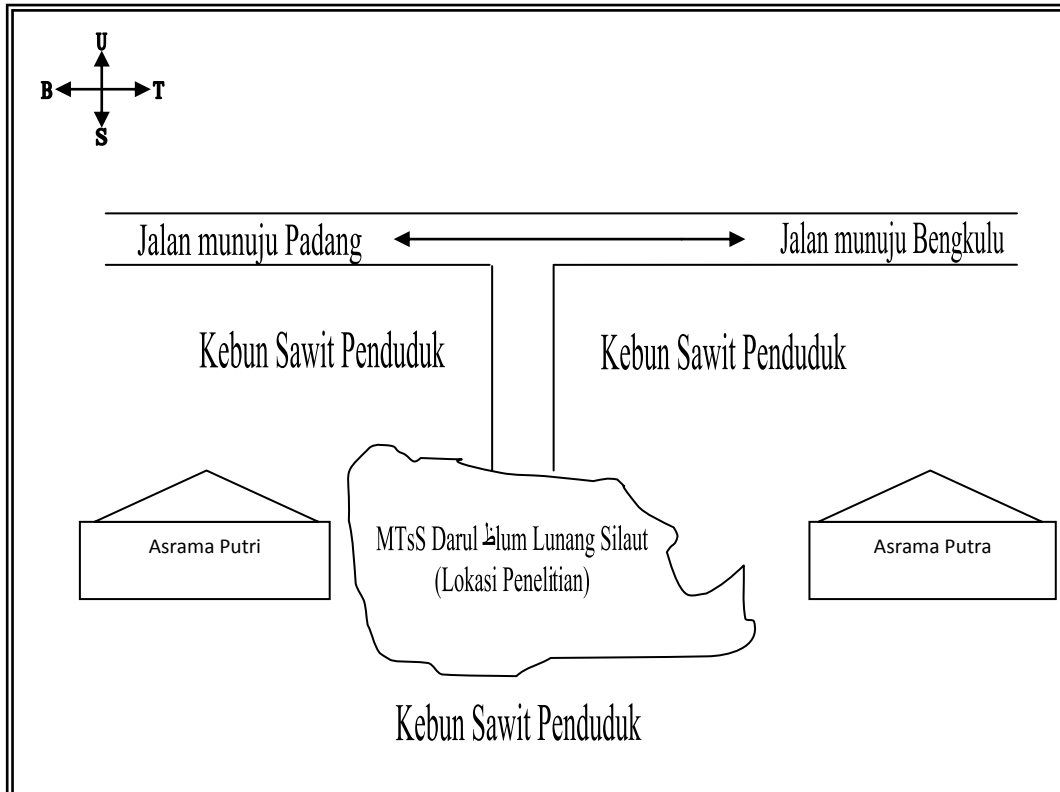 U
B T
S
Jalan munuju Padang
Jalan munuju Bengkulu
Kebun Sawit Penduduk
Kebun Sawit Penduduk
Asrama Putri
MTsS Darul ظlum Lunang Silaut
(Lokasi Penelitian)
Asrama Putra
Kebun Sawit Penduduk